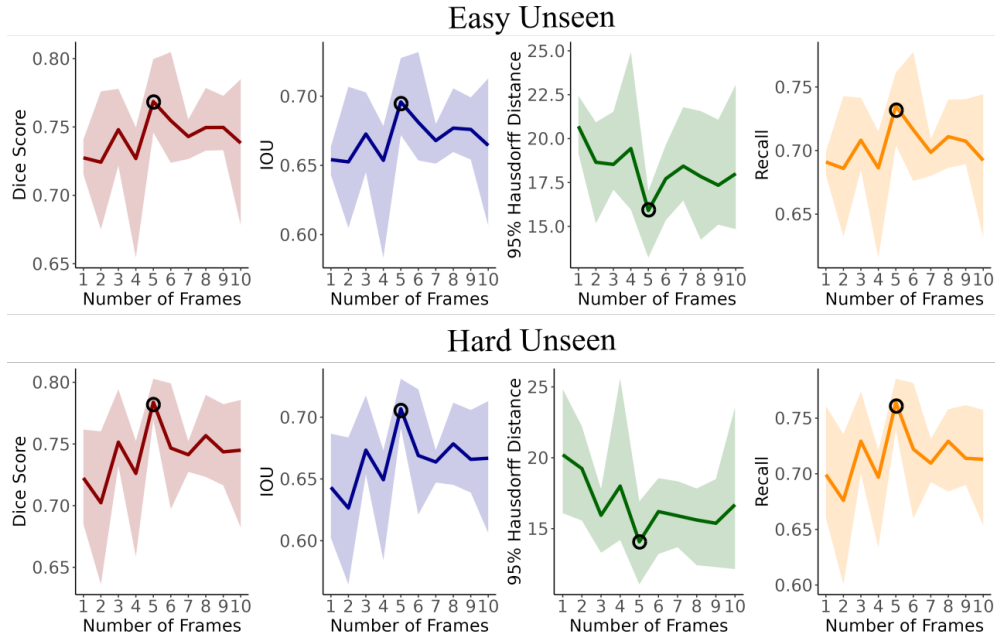 Easy Unseen
Dice Score
0.80
0.75
0.70
0.65
1 2 3 4 5 6 7 8 9 10
Number of Frames
IOU
0.70
0.65
0.60
1 2 3 4 5 6 7 8 9 10
Number of Frames
95% Hausdorff Distance
25.0
22.5
20.0
17.5
15.0
1 2 3 4 5 6 7 8 9 10
Number of Frames
Recall
0.75
0.70
0.65
1 2 3 4 5 6 7 8 9 10
Number of Frames
Hard Unseen
Dice Score
0.80
0.75
0.70
0.65
1 2 3 4 5 6 7 8 9 10
Number of Frames
IOU
0.70
0.65
0.60
1 2 3 4 5 6 7 8 9 10
Number of Frames
95% Hausdorff Distance
25
20
15
1 2 3 4 5 6 7 8 9 10
Number of Frames
Recall
0.75
0.70
0.65
0.60
1 2 3 4 5 6 7 8 9 10
Number of Frames